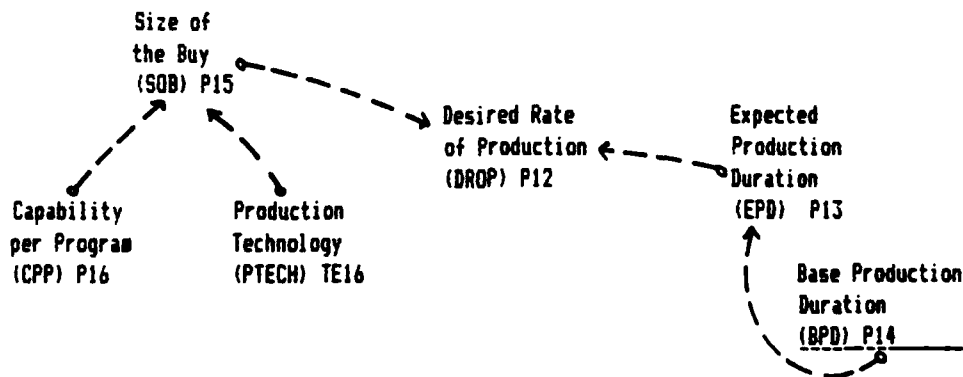 Size of
the Buy
(SOB) P15
Desired Rate
of Production
(DROP) P12
Expected
Production
Duration
(EPD) P13
Capability
per Program
(CPP) P16
Production
Technology
(PTECH) TE16
Base Production
Duration
(BPD) P14